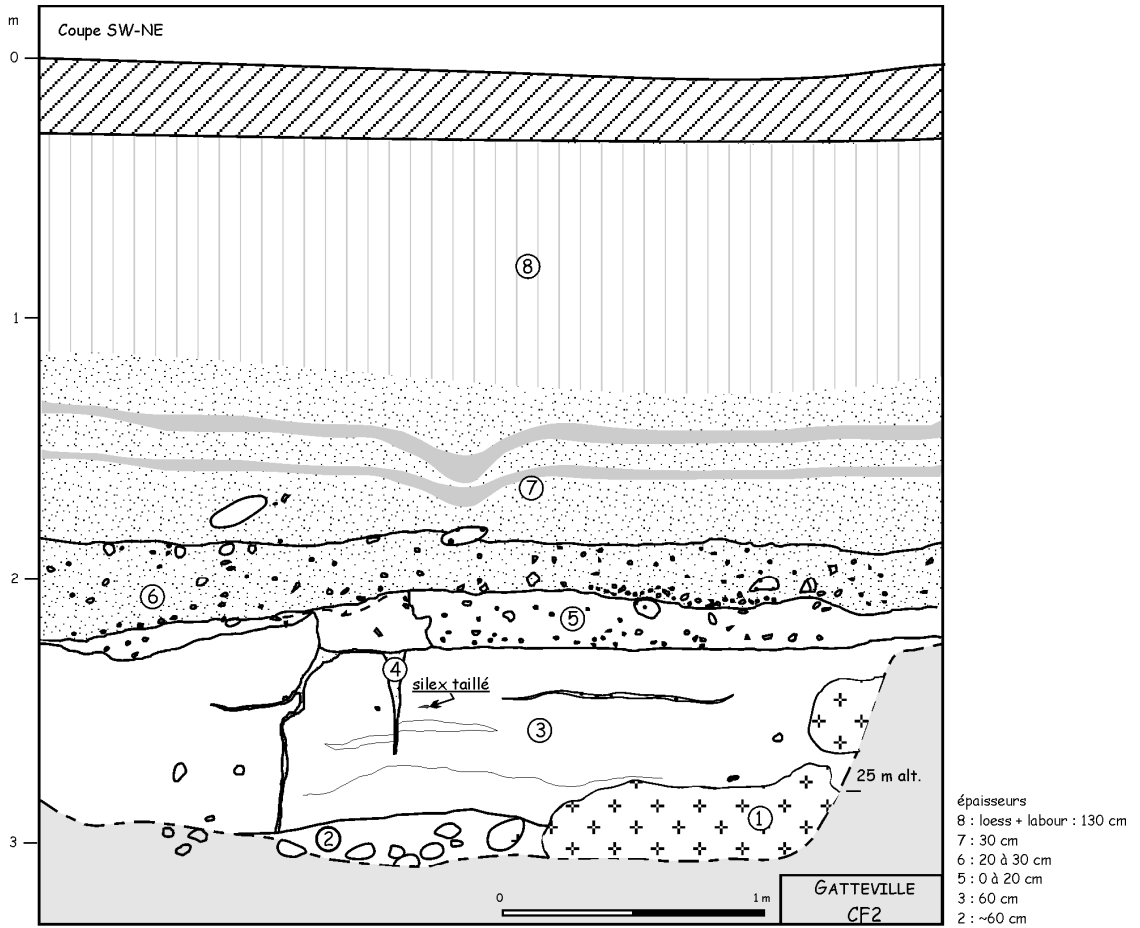 m
Coupe SW-NE
0
8
1
7
2
6
5
4
silex taillé
3
25 m alt.
1
2
3
0 1 m
GATTEVILLE
CF2
épaisseurs
8 : loess + labour : 130 cm
7 : 30 cm
6 : 20 à 30 cm
5 : 0 à 20 cm
3 : 60 cm
2 : ~60 cm